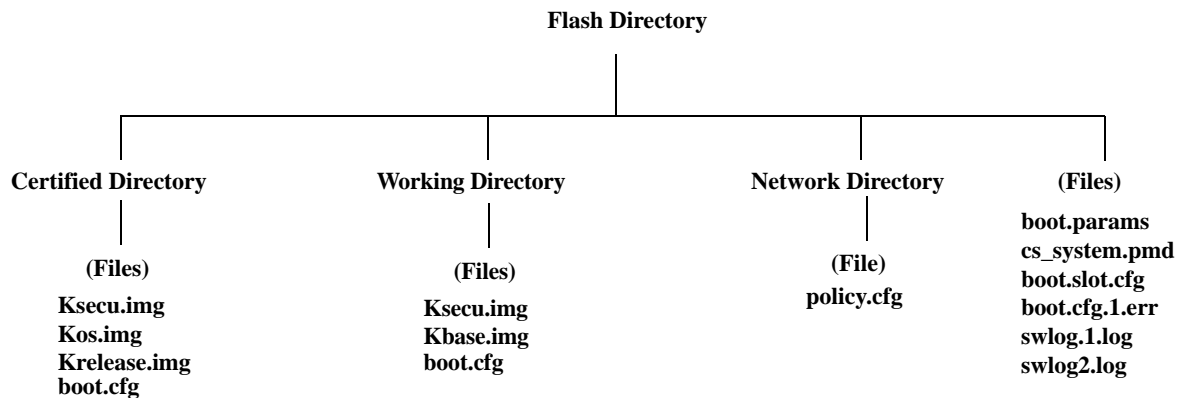 Flash Directory
Certified Directory
Working Directory
Network Directory
(Files)
(Files)
Ksecu.img
Kos.img
Krelease.img
boot.cfg
(Files)
Ksecu.img
Kbase.img
boot.cfg
(File)
policy.cfg
boot.params
cs_system.pmd
boot.slot.cfg
boot.cfg.1.err
swlog.1.log
swlog2.log